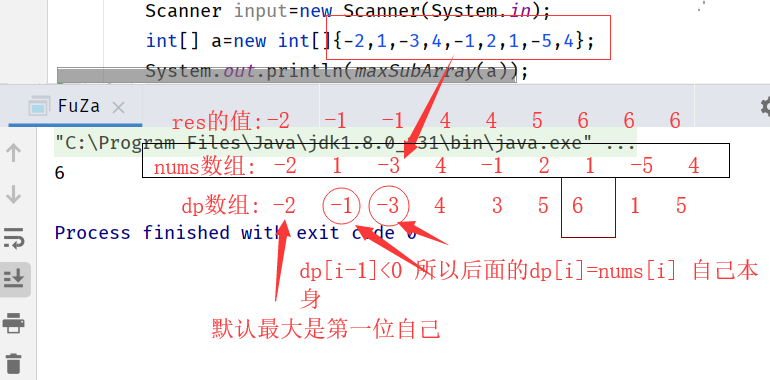 Scanner input=new Scanner(System.in);
int[] a=new int[]{-2,1,-3,4,-1,2,1,-5,4};
System.out.println(maxSubArray(a));
FuZa ×
res的值:-2 -1 -1 4 4 5 6 6 6
"C:\Program Files\Java\jdk1.8.0_131\bin\java.exe" ...
6
nums数组: -2 1 -3 4 -1 2 1 -5 4
dp数组: -2 -1 -3 4 3 5 6 1 5
Process finished with exit code 0
dp[i-1]<0 所以后面的dp[i]=nums[i] 自己本
身
默认最大是第一位自己